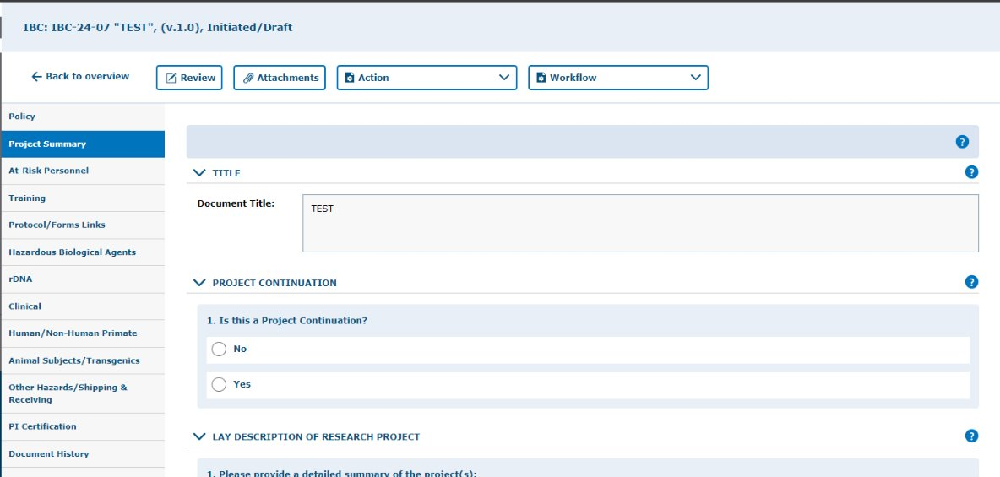 IBC: IBC-24-07 "TEST", (v.1.0), Initiated/Draft
Back to overview
Review
Attachments
Action
Workflow
Policy
Project Summary
At-Risk Personnel
Training
Protocol/Forms Links
Hazardous Biological Agents
rDNA
Clinical
Human/Non-Human Primate
Animal Subjects/Transgenics
Other Hazards/Shipping &
Receiving
PI Certification
Document History
?
TITLE
?
Document Title:
TEST
PROJECT CONTINUATION
?
1. Is this a Project Continuation?
No
Yes
LAY DESCRIPTION OF RESEARCH PROJECT
?
1. Please provide a detailed summary of the project(s):